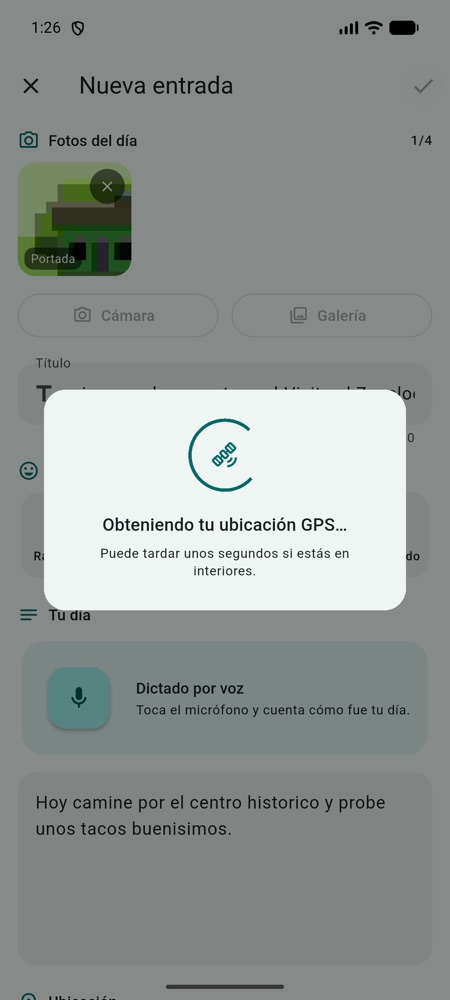 1:26
Nueva entrada
Fotos del día
1/4
Portada
Cámara
Galería
Título
Obteniendo tu ubicación GPS...
Puede tardar unos segundos si estás en
interiores.
Tu día
Dictado por voz
Toca el micrófono y cuenta cómo fue tu día.
Hoy camine por el centro historico y probe
unos tacos buenisimos.
Ubicación